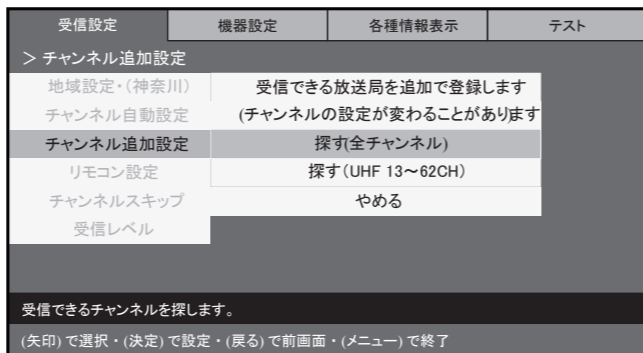 受信設定 機器設定 各種情報表示 テスト
> チャンネル追加設定
地域設定・(神奈川) 受信できる放送局を追加で登録します
チャンネル自動設定 (チャンネルの設定が変わることがあります
チャンネル追加設定 探す(全チャンネル)
リモコン設定 探す(UHF 13～62CH)
チャンネルスキップ やめる
受信レベル
受信できるチャンネルを探します。
(矢印) で選択・(決定) で設定・(戻る) で前画面・(メニュー) で終了